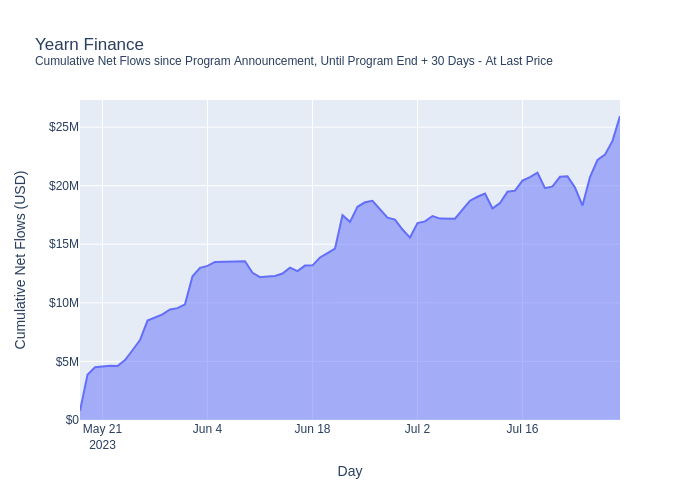 Yearn Finance
Cumulative Net Flows since Program Announcement, Until Program End + 30 Days - At Last Price
Cumulative Net Flows (USD)
$25M
$20M
$15M
$10M
$5M
$0
May 21
2023
Jun 4
Jun 18
Jul 2
Jul 16
Day